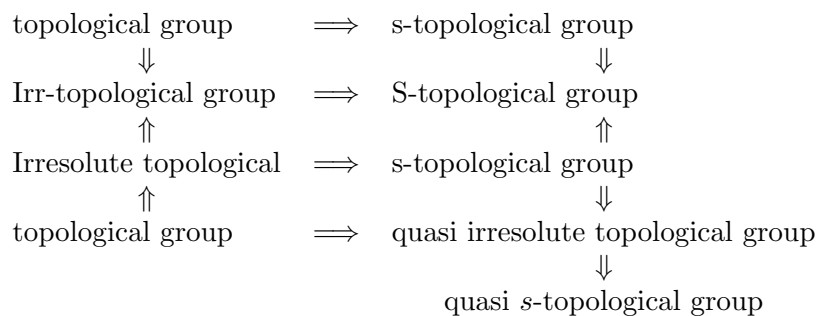 topological group ⟹ s-topological group
⇓ ⇓
Irr-topological group ⟹ S-topological group
⇑ ⇑
Irresolute topological ⟹ s-topological group
⇑ ⇓
topological group ⟹ quasi irresolute topological group
⇓
quasi s-topological group